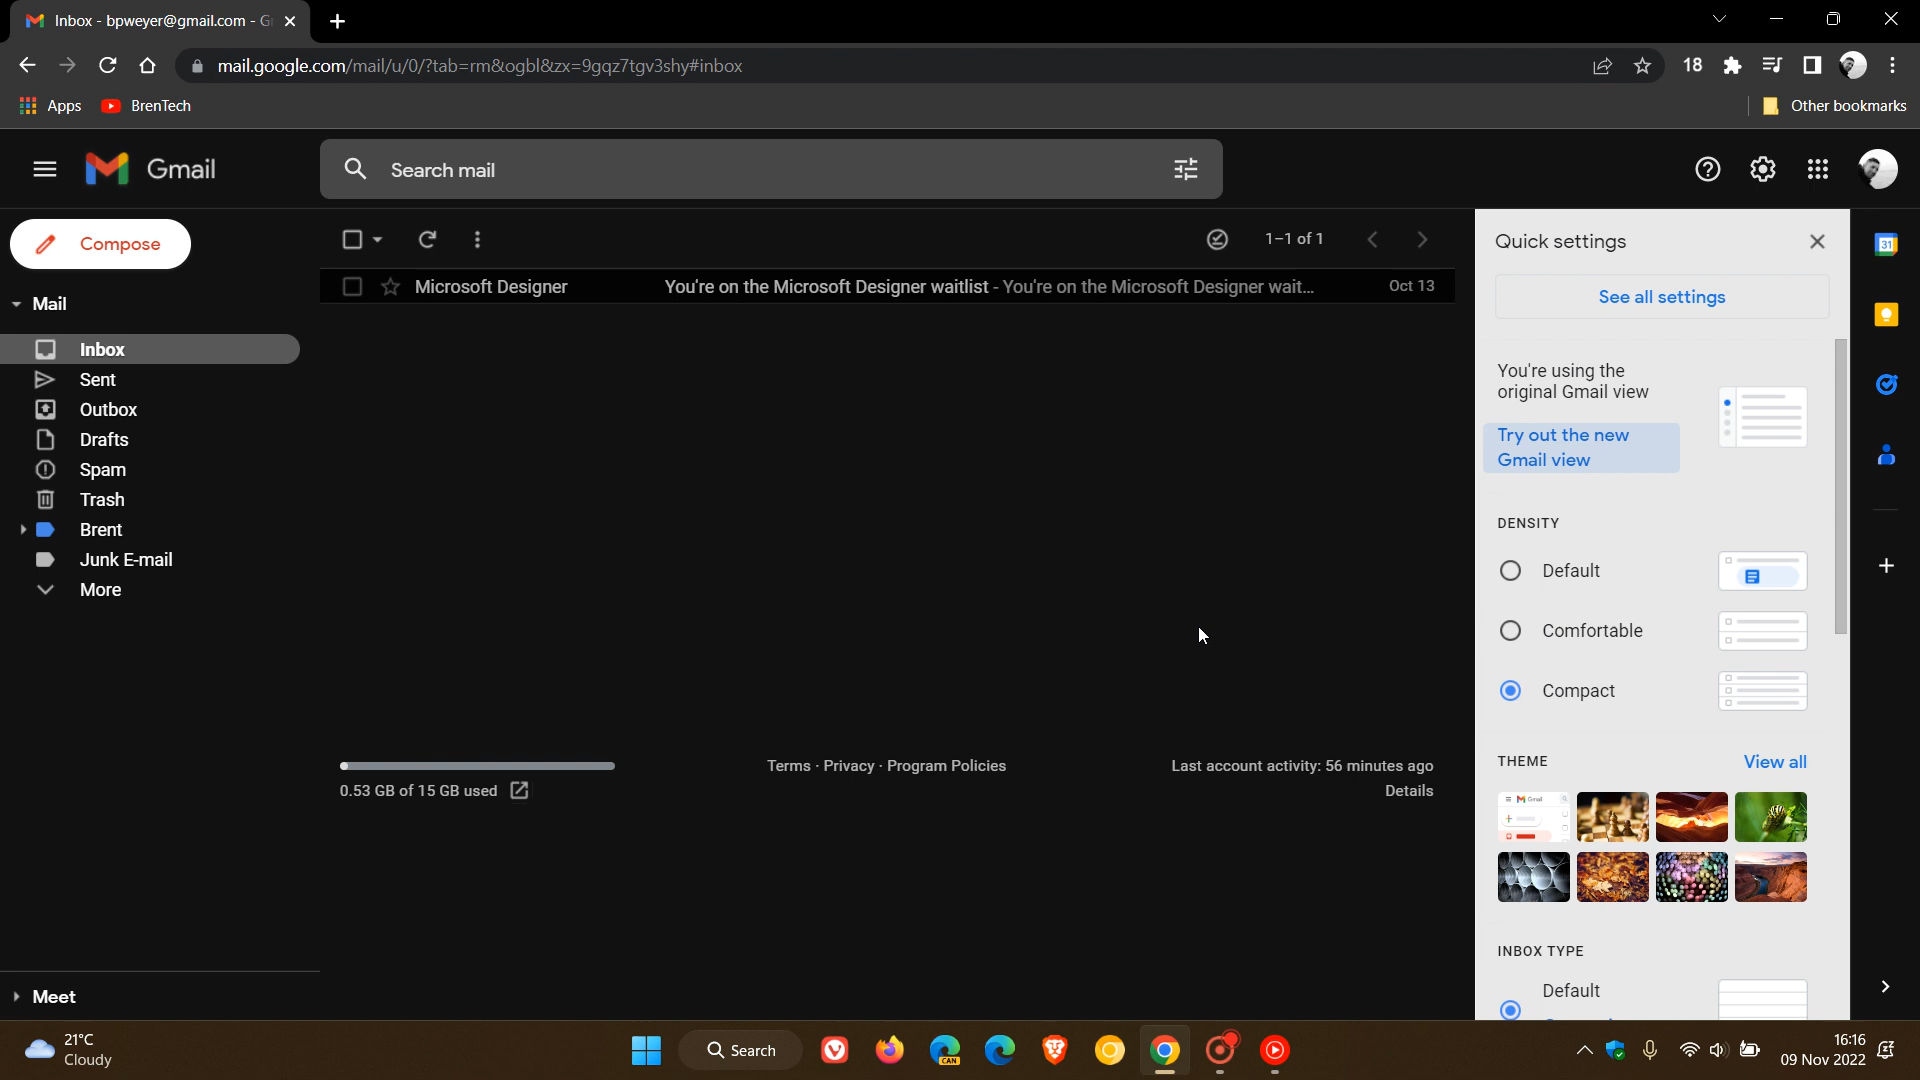 Inbox - bpweyer@gmail.com - G
mail.google.com/mail/u/0/?tab=rm&ogbl&zx=9gqz7tgv3shy#inbox
18
Apps
BrenTech
Other bookmarks
Gmail
Search mail
Compose
1–1 of 1
Quick settings
Mail
Microsoft Designer
You're on the Microsoft Designer waitlist - You're on the Microsoft Designer wait...
Oct 13
See all settings
Inbox
Sent
Outbox
Drafts
Spam
Trash
Brent
Junk E-mail
More
You're using the
original Gmail view
Try out the new
Gmail view
DENSITY
Default
Comfortable
Compact
THEME
View all
0.53 GB of 15 GB used
Terms · Privacy · Program Policies
Last account activity: 56 minutes ago
Details
INBOX TYPE
Default
Meet
21°C
Cloudy
Search
CAN
16:16
09 Nov 2022
31
Gmail